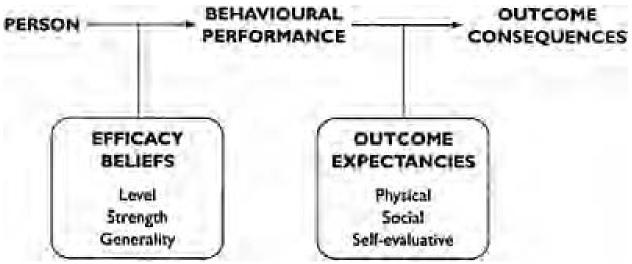 PERSON
BEHAVIOURAL
PERFORMANCE
OUTCOME
CONSEQUENCES
EFFICACY
BELIEFS
Level
Strength
Generality
OUTCOME
EXPECTANCIES
Physical
Social
Self-evaluative